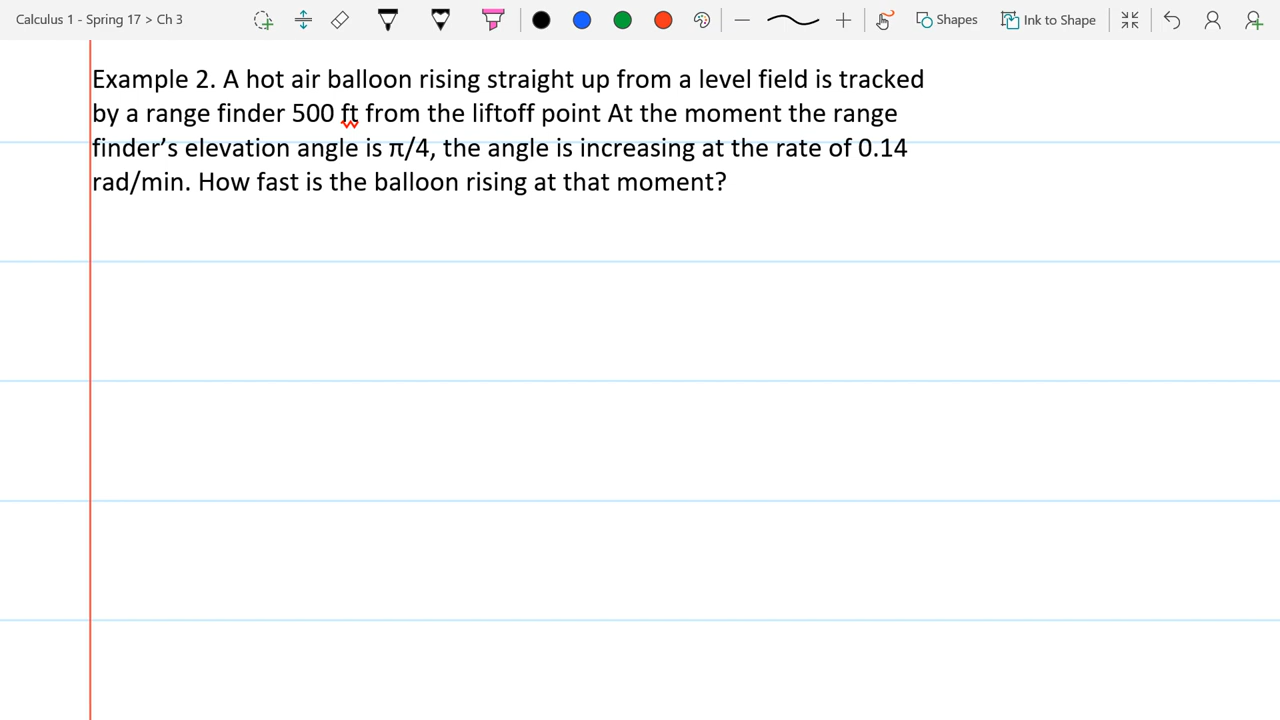 Calculus 1 - Spring 17 > Ch 3
Shapes
Ink to Shape
Example 2. A hot air balloon rising straight up from a level field is tracked
by a range finder 500 ft from the liftoff point At the moment the range
finder’s elevation angle is π/4, the angle is increasing at the rate of 0.14
rad/min. How fast is the balloon rising at that moment?